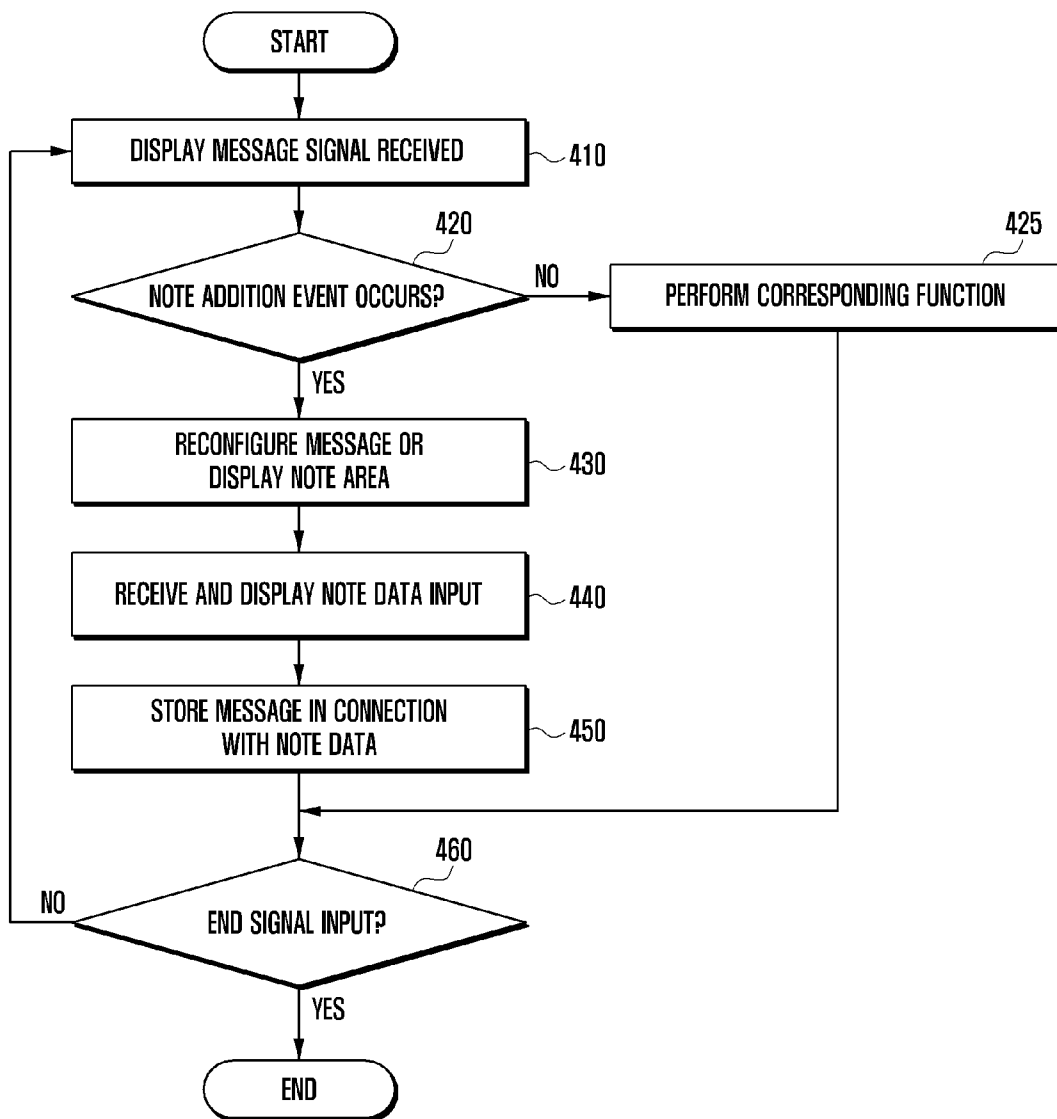 START
DISPLAY MESSAGE SIGNAL RECEIVED
410
420
425
NOTE ADDITION EVENT OCCURS?
NO
PERFORM CORRESPONDING FUNCTION
YES
RECONFIGURE MESSAGE OR
DISPLAY NOTE AREA
430
RECEIVE AND DISPLAY NOTE DATA INPUT
440
STORE MESSAGE IN CONNECTION
WITH NOTE DATA
450
460
NO
END SIGNAL INPUT?
YES
END